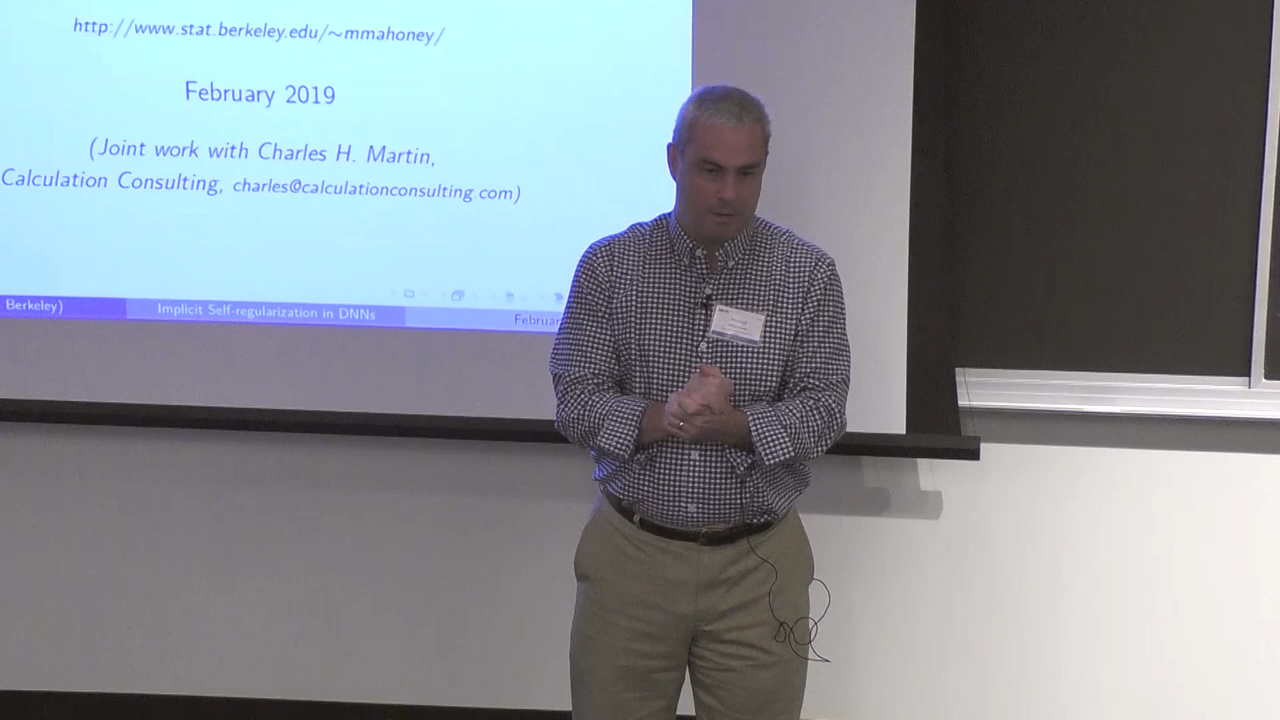 http://www.stat.berkeley.edu/~mmahoney/
February 2019
(Joint work with Charles H. Martin,
Calculation Consulting, charles@calculationconsulting.com)
Berkeley)
Implicit Self-regularization in DNNs
Februar